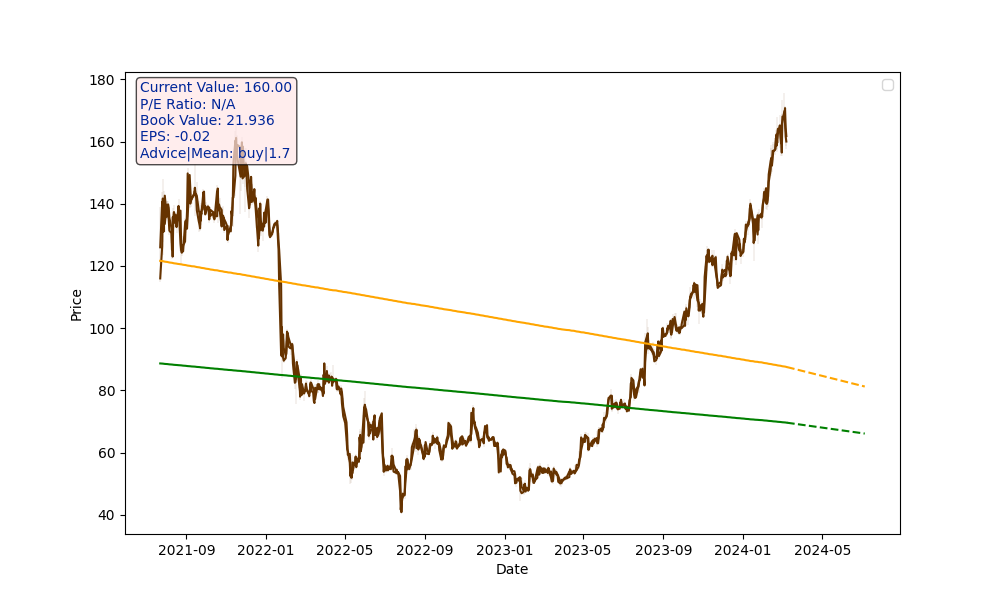 180
160
140
120
100
80
60
40
Price
Current Value: 160.00
P/E Ratio: N/A
Book Value: 21.936
EPS: -0.02
Advice|Mean: buy|1.7
2021-09 2022-01 2022-05 2022-09 2023-01 2023-05 2023-09 2024-01 2024-05
Date